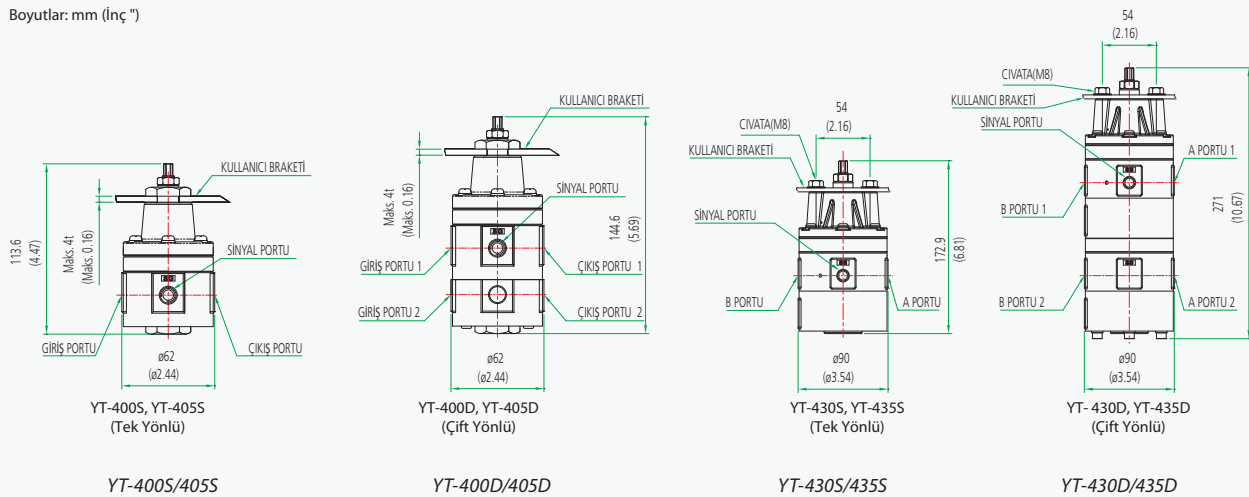 Boyutlar: mm (İnç ")
KULLANICI BRAKETİ
SİNYAL PORTU
113.6
(4.47)
Maks. 4t
(Maks. 0.16)
GİRİŞ PORTU
ÇIKIŞ PORTU
ø62
(ø2.44)
YT-400S, YT-405S
(Tek Yönlü)
YT-400S/405S
KULLANICI BRAKETİ
SİNYAL PORTU
Maks. 4t
(Maks. 0.16)
144.6
(5.69)
GİRİŞ PORTU 1
ÇIKIŞ PORTU 1
GİRİŞ PORTU 2
ÇIKIŞ PORTU 2
ø62
(ø2.44)
YT-400D, YT-405D
(Çift Yönlü)
YT-400D/405D
54
(2.16)
CIVATA(M8)
KULLANICI BRAKETİ
SİNYAL PORTU
172.9
(6.81)
B PORTU
A PORTU
ø90
(ø3.54)
YT-430S, YT-435S
(Tek Yönlü)
YT-430S/435S
54
(2.16)
CIVATA(M8)
KULLANICI BRAKETİ
SİNYAL PORTU
A PORTU 1
B PORTU 1
271
(10.67)
B PORTU 2
A PORTU 2
ø90
(ø3.54)
YT- 430D, YT-435D
(Çift Yönlü)
YT-430D/435D